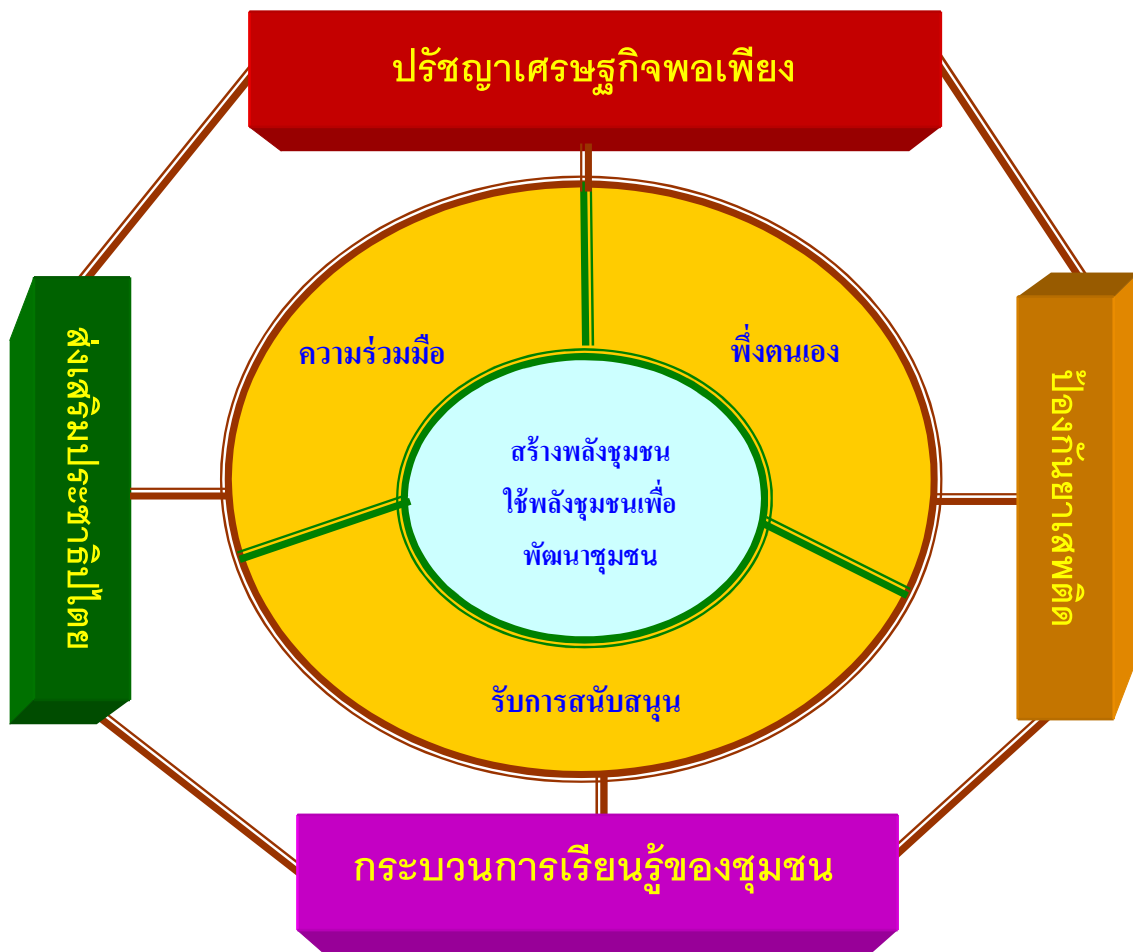 ปรัชญาเศรษฐกิจพอเพียง
ความร่วมมือ
พึ่งตนเอง
ส่งเสริมประชาธิปไตย
ป้องกันยาเสพติด
สร้างพลังชุมชน
ใช้พลังชุมชนเพื่อ
พัฒนาชุมชน
รับการสนับสนุน
กระบวนการเรียนรู้ของชุมชน